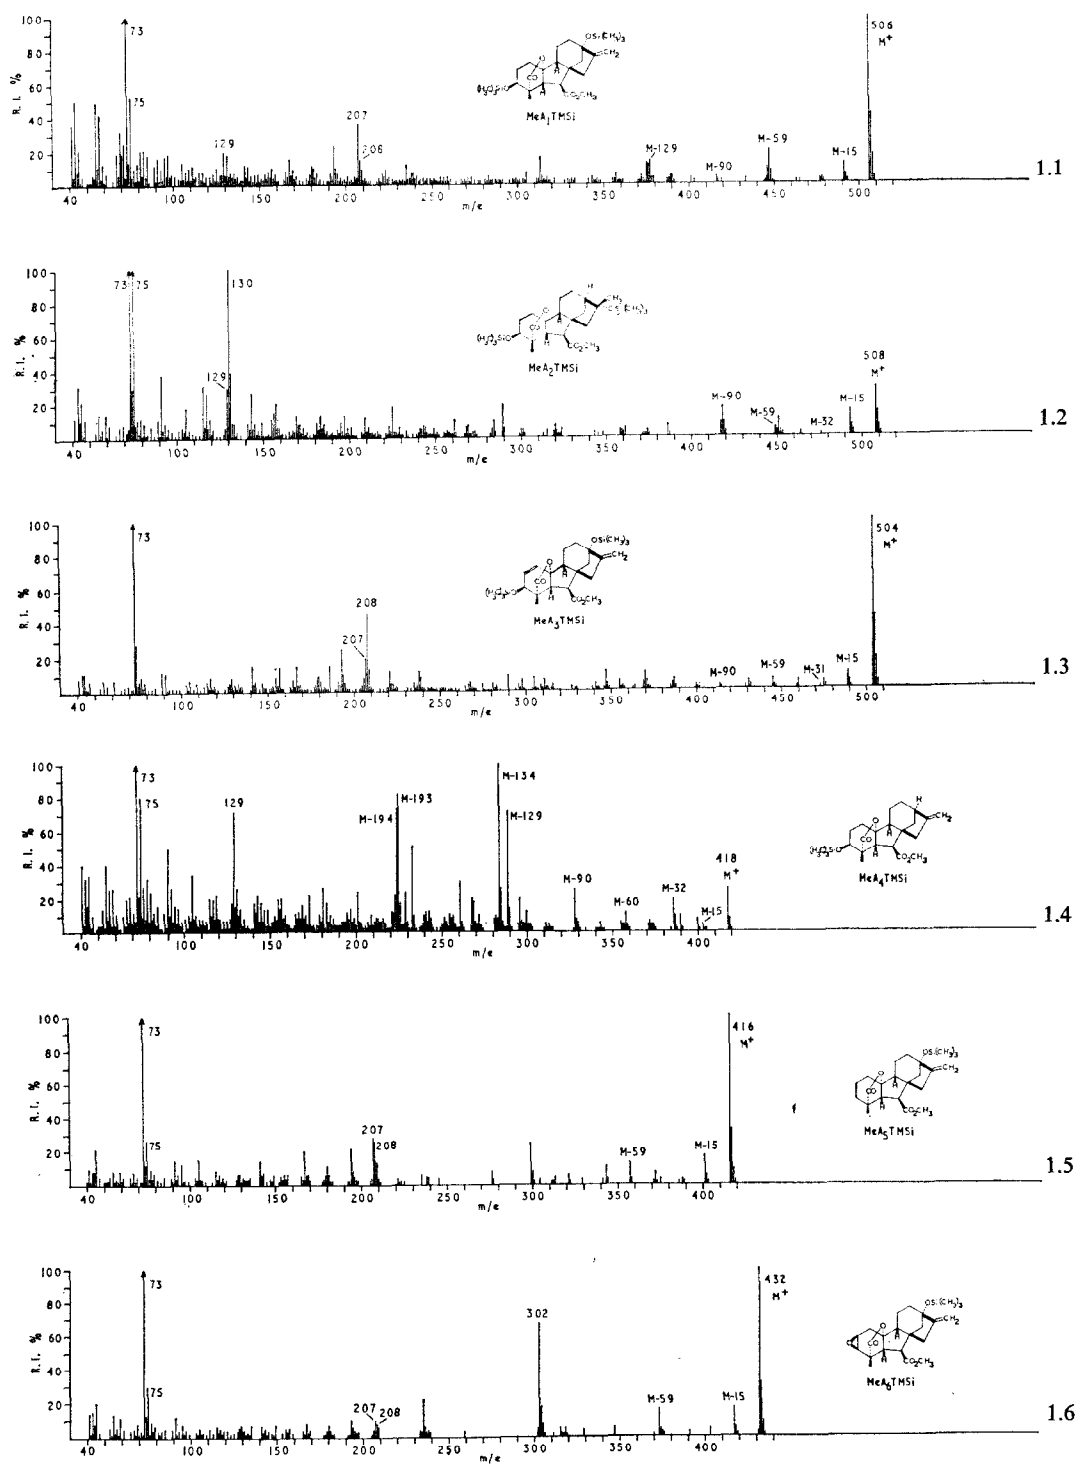 100
80
60
40
20
R.I. %
73
75
129
207
206
M-129
M-90
M-59
M-15
506
M+
OSi(CH3)3
CH2
(H3C)3SiO
CO
O
H
CO2CH3
MeA1TMSi
40 100 150 200 250 300 350 400 450 500
m/e
1.1
100
80
60
40
20
R.I. %
73 75
130
129
M-90
M-59
M-32
M-15
508
M+
H
CH3
(H3C)3SiO
CO
O
H
CO2CH3
MeA2TMSi
40 100 150 200 250 300 350 400 450 500
m/e
1.2
100
80
60
40
20
R.I. %
73
208
207
M-90
M-59
M-31
M-15
504
M+
OSi(CH3)3
CH2
(H3C)3SiO
CO
O
H
CO2CH3
MeA3TMSi
40 100 150 200 250 300 350 400 450 500
m/e
1.3
100
80
60
40
20
R.I. %
73
75
129
M-194
M-193
M-134
M-129
M-90
M-60
M-32
M-15
418
M+
H
CH2
(H3C)3SiO
CO
O
H
CO2CH3
MeA4TMSi
40 100 150 200 250 300 350 400
m/e
1.4
100
80
60
40
20
R.I. %
73
75
207
208
M-59
M-15
416
M+
OSi(CH3)3
CH2
CO
O
H
CO2CH3
MeA5TMSi
40 100 150 200 250 300 350 400
m/e
1.5
100
80
60
40
20
R.I. %
73
75
207 208
302
M-59
M-15
432
M+
OSi(CH3)3
CH2
O
CO
O
H
CO2CH3
MeA6TMSi
40 100 150 200 250 300 350 400
m/e
1.6